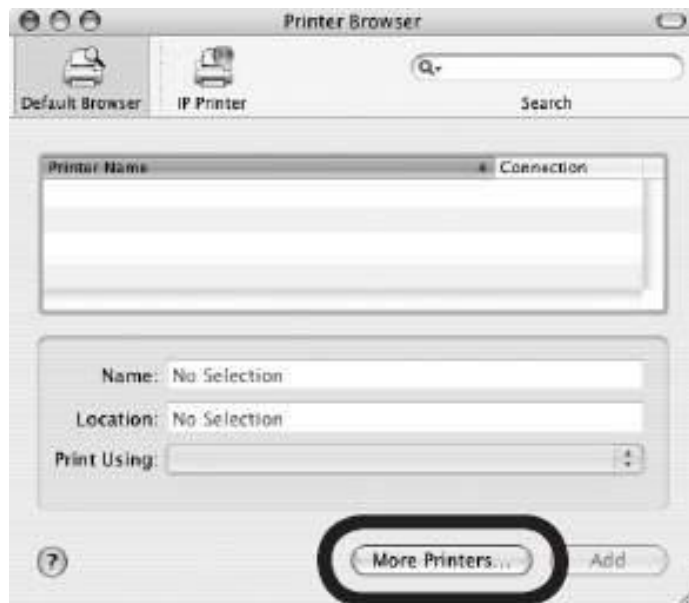 Printer Browser
Default Browser IP Printer Search
Printer Name Connection
Name: No Selection
Location: No Selection
Print Using:
?
More Printers... Add